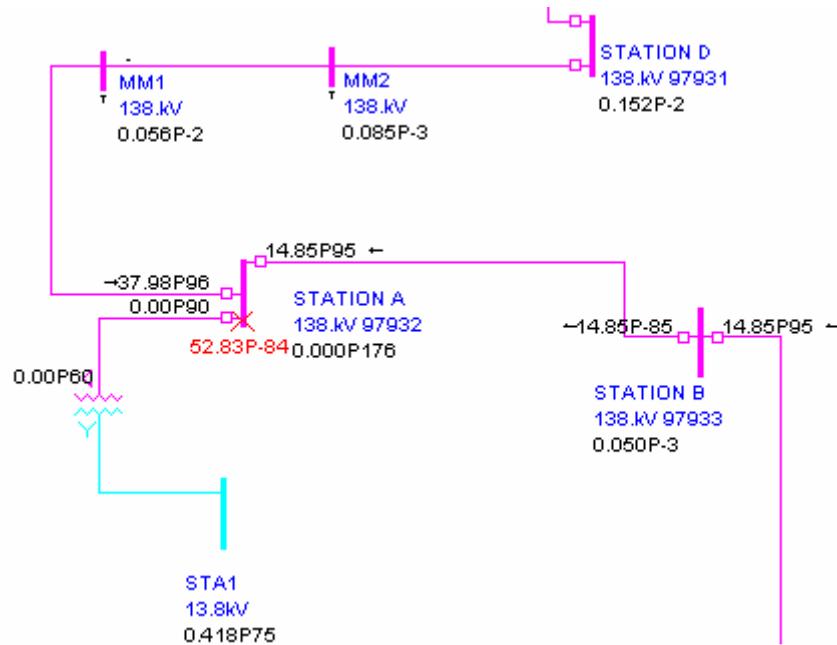 STATION D
138.kV 97931
0.152P-2
MM1
138.kV
0.056P-2
T
MM2
138.kV
0.085P-3
T
14.85P95 ←
→37.98P96
0.00P90
STATION A
138.kV 97932
0.000P176
52.83P-84
←14.85P-85
14.85P95 ←
STATION B
138.kV 97933
0.050P-3
0.00P60
Y
STA1
13.8kV
0.418P75